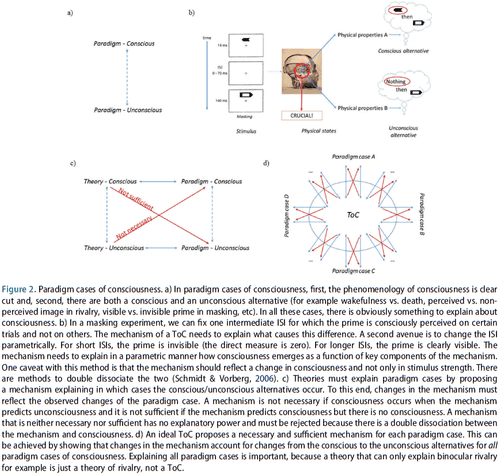 a)
Paradigm - Conscious
Paradigm - Unconscious
b)
time
14 ms
ISI
0 – 70 ms
140 ms
Masking
Stimulus
Physical properties A
Physical properties B
CRUCIAL!
Physical states
then
Conscious alternative
Nothing
then
Unconscious
alternative
c)
Theory - Conscious
Paradigm - Conscious
Not sufficient
Not necessary
Theory - Unconscious
Paradigm - Unconscious
d)
Paradigm case A
Paradigm case B
Paradigm case C
Paradigm case D
ToC
Figure 2. Paradigm cases of consciousness. a) In paradigm cases of consciousness, first, the phenomenology of consciousness is clear
cut and, second, there are both a conscious and an unconscious alternative (for example wakefulness vs. death, perceived vs. non-
perceived image in rivalry, visible vs. invisible prime in masking, etc). In all these cases, there is obviously something to explain about
consciousness. b) In a masking experiment, we can fix one intermediate ISI for which the prime is consciously perceived on certain
trials and not on others. The mechanism of a ToC needs to explain what causes this difference. A second avenue is to change the ISI
parametrically. For short ISIs, the prime is invisible (the direct measure is zero). For longer ISIs, the prime is clearly visible. The
mechanism needs to explain in a parametric manner how consciousness emerges as a function of key components of the mechanism.
One caveat with this method is that the mechanism should reflect a change in consciousness and not only in stimulus strength. There
are methods to double dissociate the two (Schmidt & Vorberg, 2006). c) Theories must explain paradigm cases by proposing
a mechanism explaining in which cases the conscious/unconscious alternatives occur. To this end, changes in the mechanism must
reflect the observed changes of the paradigm case. A mechanism is not necessary if consciousness occurs when the mechanism
predicts unconsciousness and it is not sufficient if the mechanism predicts consciousness but there is no consciousness. A mechanism
that is neither necessary nor sufficient has no explanatory power and must be rejected because there is a double dissociation between
the mechanism and consciousness. d) An ideal ToC proposes a necessary and sufficient mechanism for each paradigm case. This can
be achieved by showing that changes in the mechanism account for changes from the conscious to the unconscious alternatives for all
paradigm cases of consciousness. Explaining all paradigm cases is important, because a theory that can only explain binocular rivalry
for example is just a theory of rivalry, not a ToC.